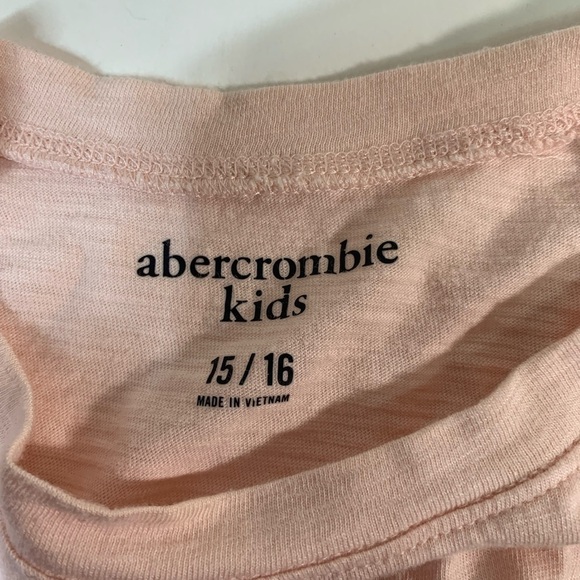 abercrombie
kids
15/16
MADE IN VIETNAM